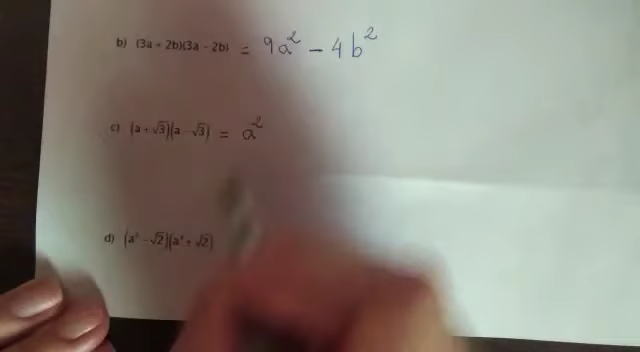 b) (3a + 2b)(3a - 2b) = 9a² - 4b²
c) (a + √3)(a - √3) = a²
d) (a² - √2)(a² + √2)